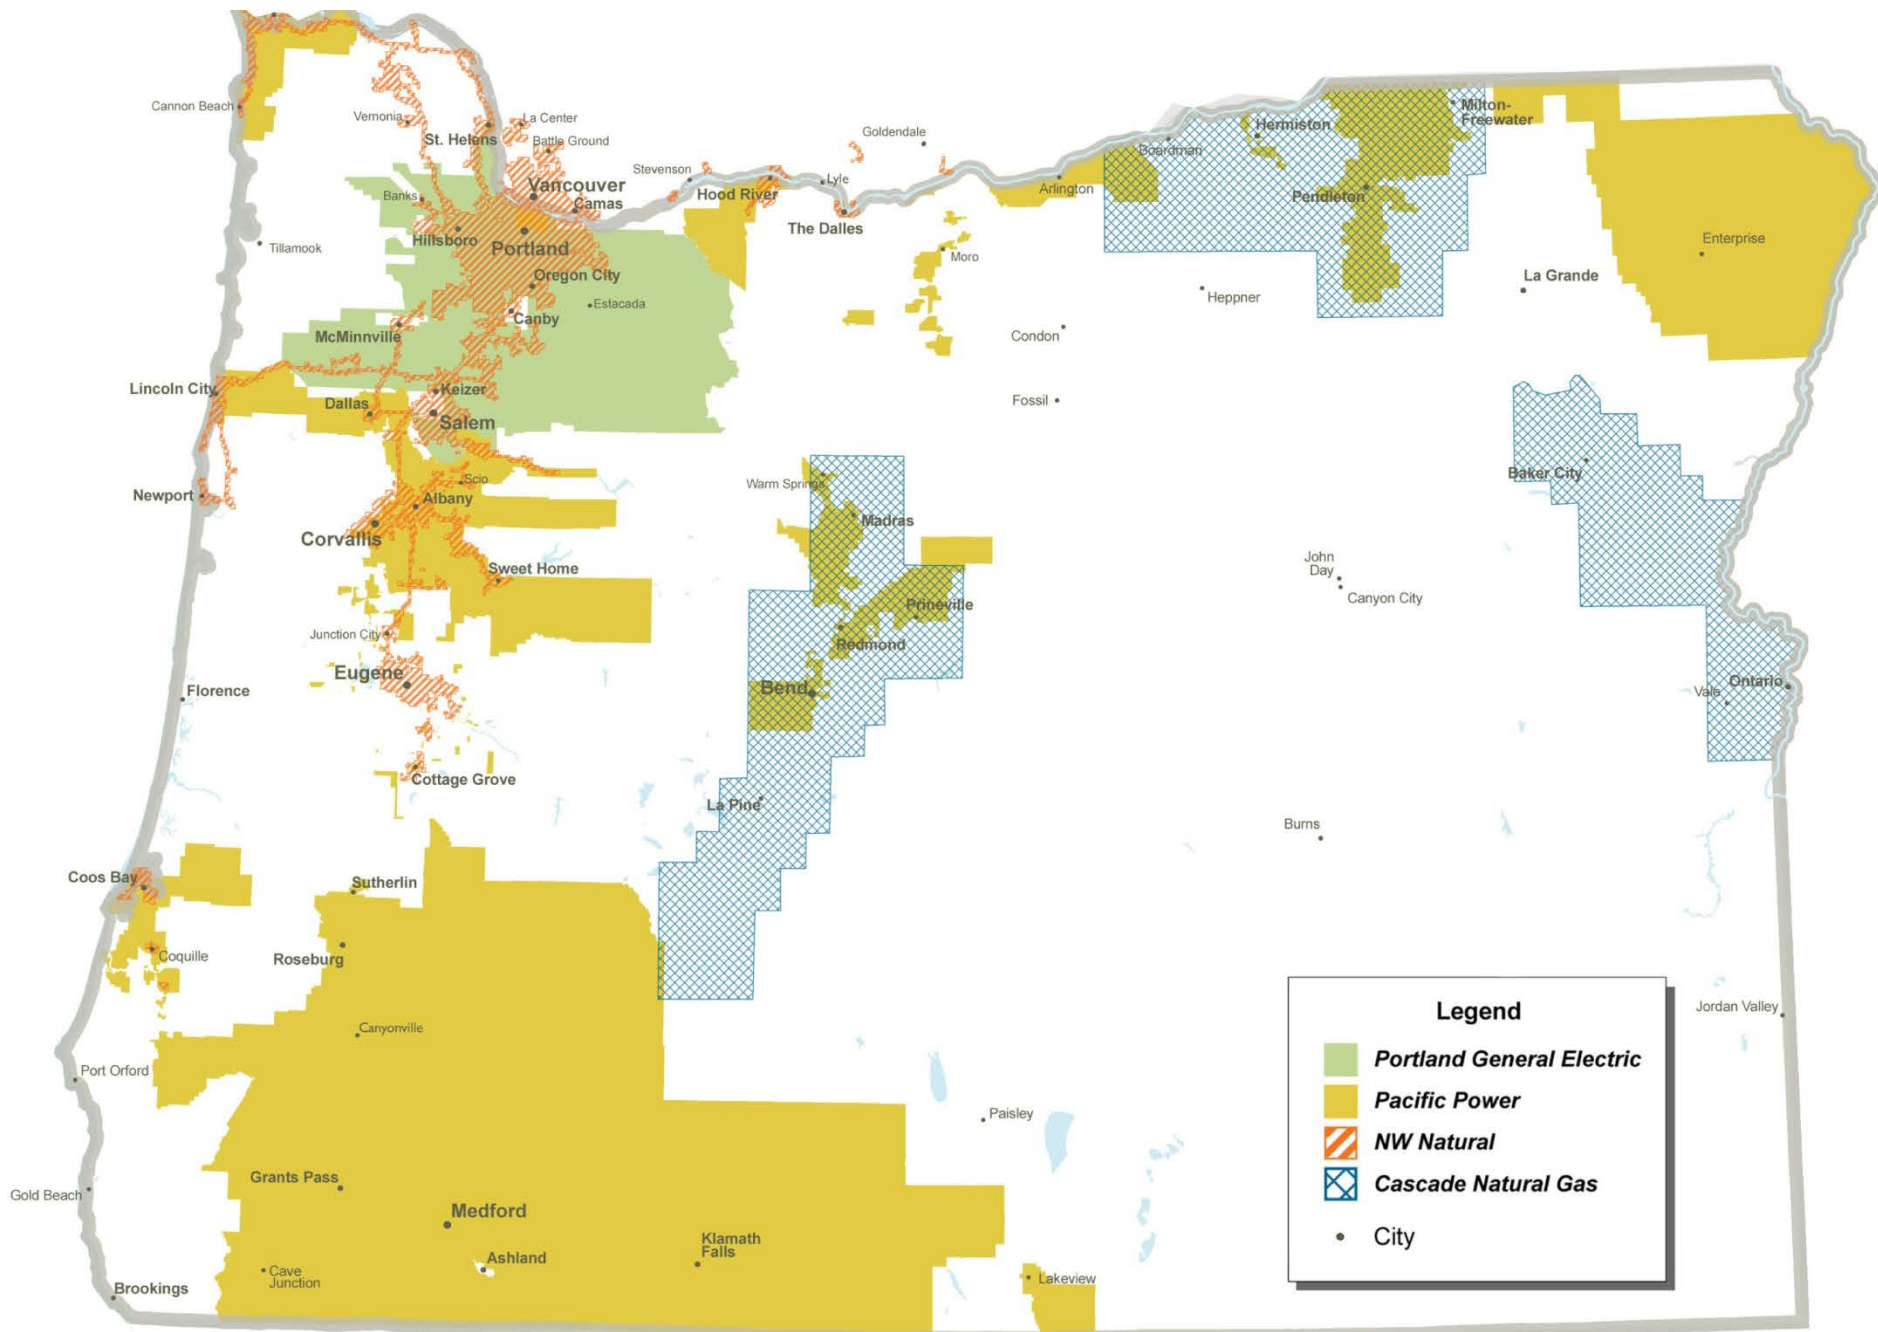 Cannon Beach
Vernonia
La Center
St. Helens
Battle Ground
Goldendale
Stevenson
Vancouver
Camas
Banks
Hood River
Lyle
The Dalles
Arlington
Boardman
Hermiston
Milton-
Freewater
Pendleton
Tillamook
Hillsboro
Portland
Oregon City
Estacada
Canby
Moro
Heppner
La Grande
Enterprise
McMinnville
Condon
Lincoln City
Keizer
Dallas
Salem
Fossil
Newport
Scio
Albany
Warm Springs
Madras
Baker City
Corvallis
Sweet Home
John
Day
Canyon City
Prineville
Redmond
Junction City
Eugene
Bend
Florence
Vale
Ontario
Cottage Grove
La Pine
Burns
Coos Bay
Sutherlin
Coquille
Roseburg
Canyonville
Jordan Valley
Port Orford
Paisley
Grants Pass
Gold Beach
Medford
Klamath
Falls
Ashland
Cave
Junction
Lakeview
Brookings
Legend
Portland General Electric
Pacific Power
NW Natural
Cascade Natural Gas
City